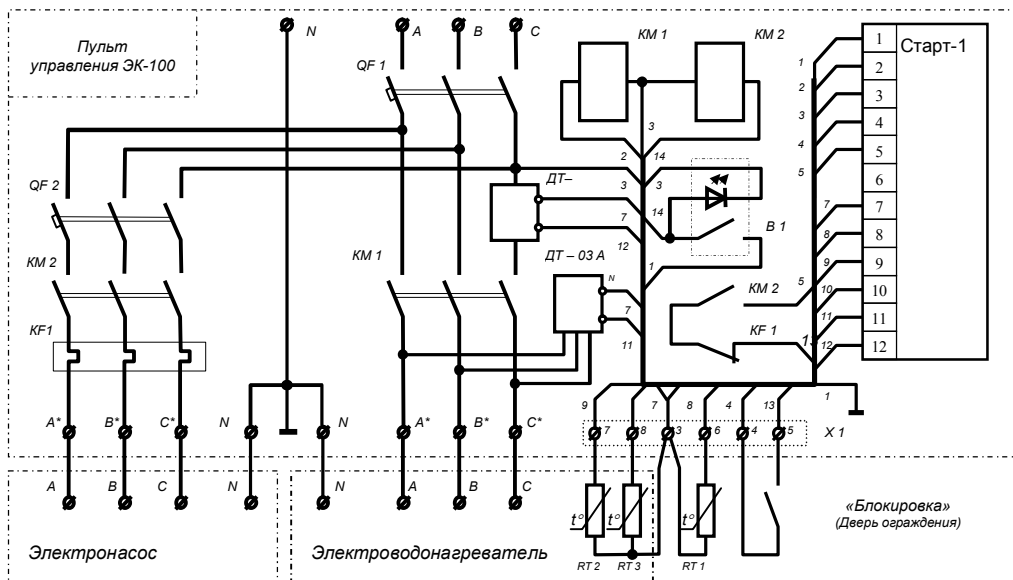 Пульт
управления ЭК-100
N
A
B
C
QF 1
KM 1
KM 2
Старт-1
1
2
3
4
5
6
7
8
9
10
11
12
1
2
3
4
5
7
8
9
10
11
12
3
2
14
3
3
ДТ–
7
14
12
B 1
QF 2
KM 2
KM 1
ДТ – 03 А
N
7
11
1
KM 2
5
KF 1
KF1
1
9
7
8
4
13
A*
B*
C*
N
N
A*
B*
C*
7
8
3
6
4
5
X 1
A
B
C
N
N
A
B
C
t°
t°
t°
«Блокировка»
(Дверь ограждения)
Электронасос
Электроводонагреватель
RT 2
RT 3
RT 1